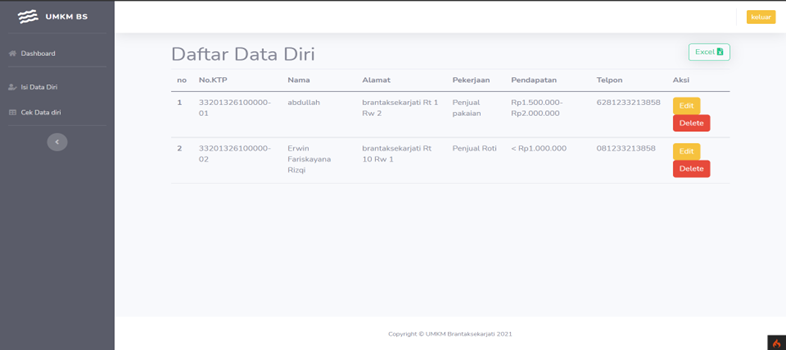 UMKM BS
keluar
Dashboard
Isi Data Diri
Cek Data diri
Daftar Data Diri
Excel
no No.KTP Nama Alamat Pekerjaan Pendapatan Telpon Aksi
1 33201326100000- abdullah brantaksekarjati Rt 1 Penjual Rp1.500.000- 6281233213858 Edit
01 Rw 2 pakaian Rp2.000.000
Delete
2 33201326100000- Erwin brantaksekarjati Rt Penjual Roti < Rp1.000.000 081233213858 Edit
02 Fariskayana 10 Rw 1
Rizqi Delete
Copyright © UMKM Brantaksekarjati 2021